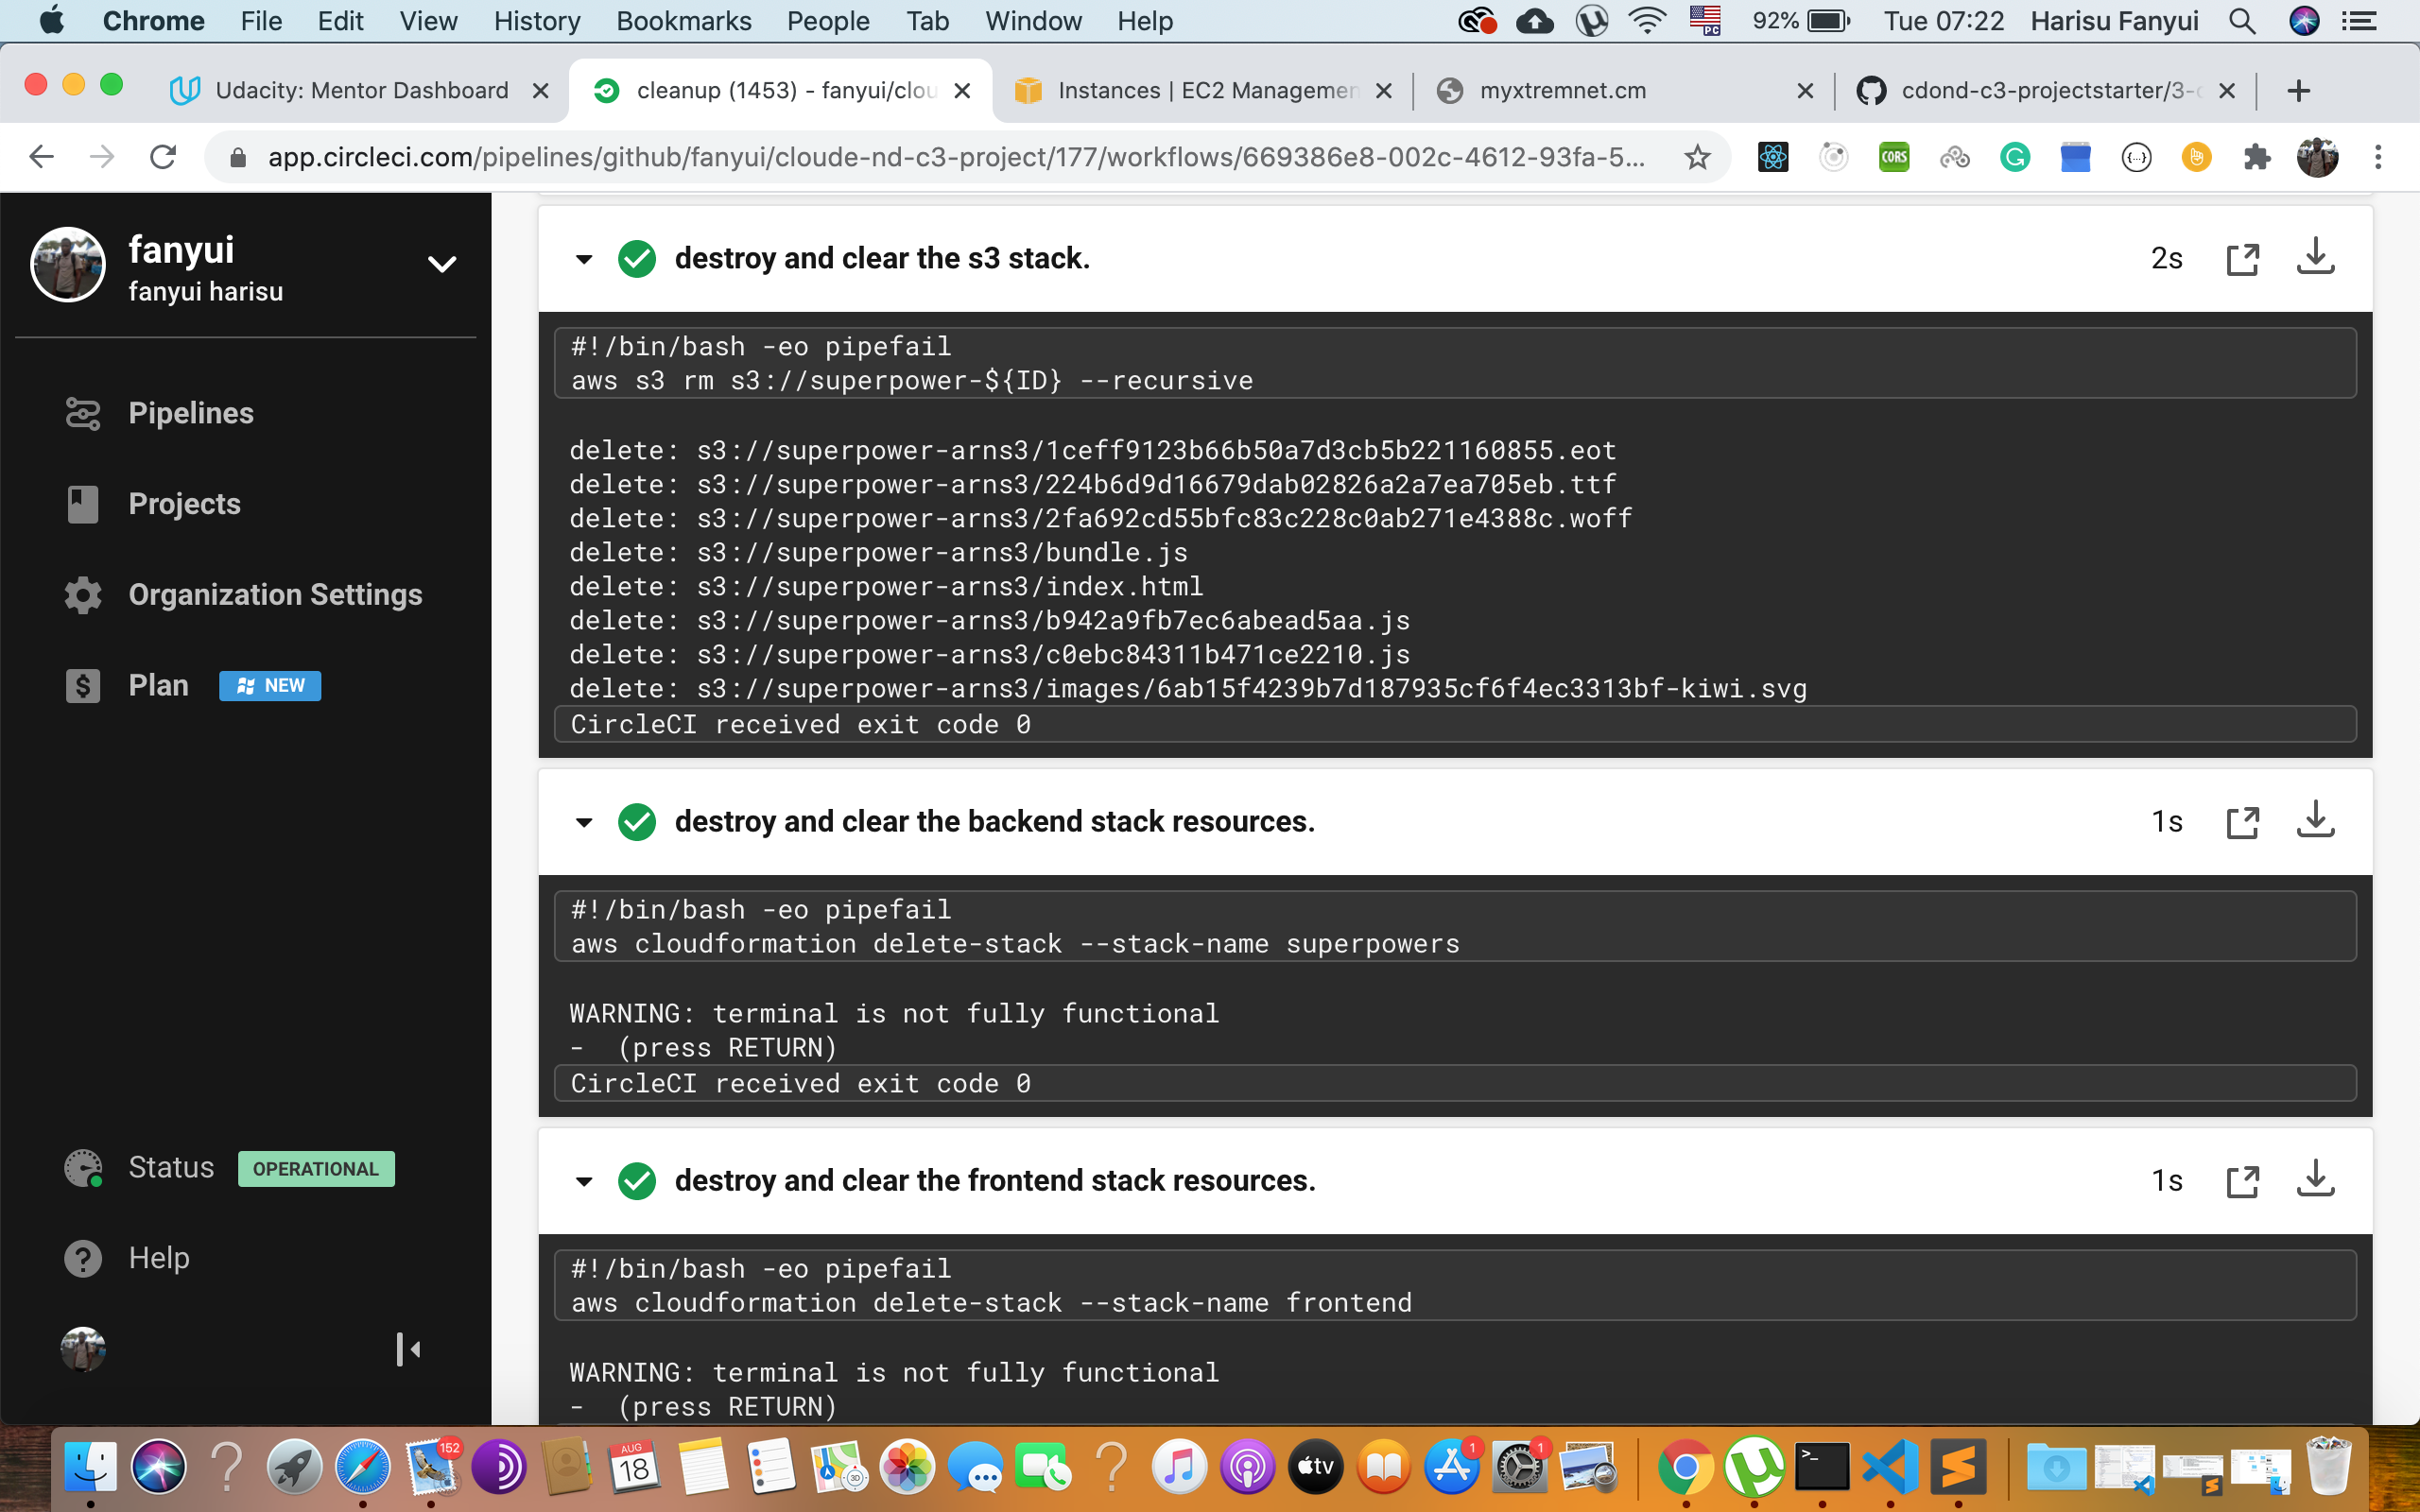 Chrome File Edit View History Bookmarks People Tab Window Help
92% Tue 07:22 Harisu Fanyui
Udacity: Mentor Dashboard
cleanup (1453) - fanyui/clou
Instances | EC2 Managemen
myxtremnet.cm
cdond-c3-projectstarter/3-c
app.circleci.com/pipelines/github/fanyui/cloude-nd-c3-project/177/workflows/669386e8-002c-4612-93fa-5...
CORS
fanyui
fanyui harisu
Pipelines
Projects
Organization Settings
Plan NEW
Status OPERATIONAL
Help
destroy and clear the s3 stack. 2s
#!/bin/bash -eo pipefail
aws s3 rm s3://superpower-${ID} --recursive
delete: s3://superpower-arns3/1ceff9123b66b50a7d3cb5b221160855.eot
delete: s3://superpower-arns3/224b6d9d16679dab02826a2a7ea705eb.ttf
delete: s3://superpower-arns3/2fa692cd55bfc83c228c0ab271e4388c.woff
delete: s3://superpower-arns3/bundle.js
delete: s3://superpower-arns3/index.html
delete: s3://superpower-arns3/b942a9fb7ec6abead5aa.js
delete: s3://superpower-arns3/c0ebc84311b471ce2210.js
delete: s3://superpower-arns3/images/6ab15f4239b7d187935cf6f4ec3313bf-kiwi.svg
CircleCI received exit code 0
destroy and clear the backend stack resources. 1s
#!/bin/bash -eo pipefail
aws cloudformation delete-stack --stack-name superpowers
WARNING: terminal is not fully functional
-  (press RETURN)
CircleCI received exit code 0
destroy and clear the frontend stack resources. 1s
#!/bin/bash -eo pipefail
aws cloudformation delete-stack --stack-name frontend
WARNING: terminal is not fully functional
-  (press RETURN)
152
AUG
18
3D
tv
1
1